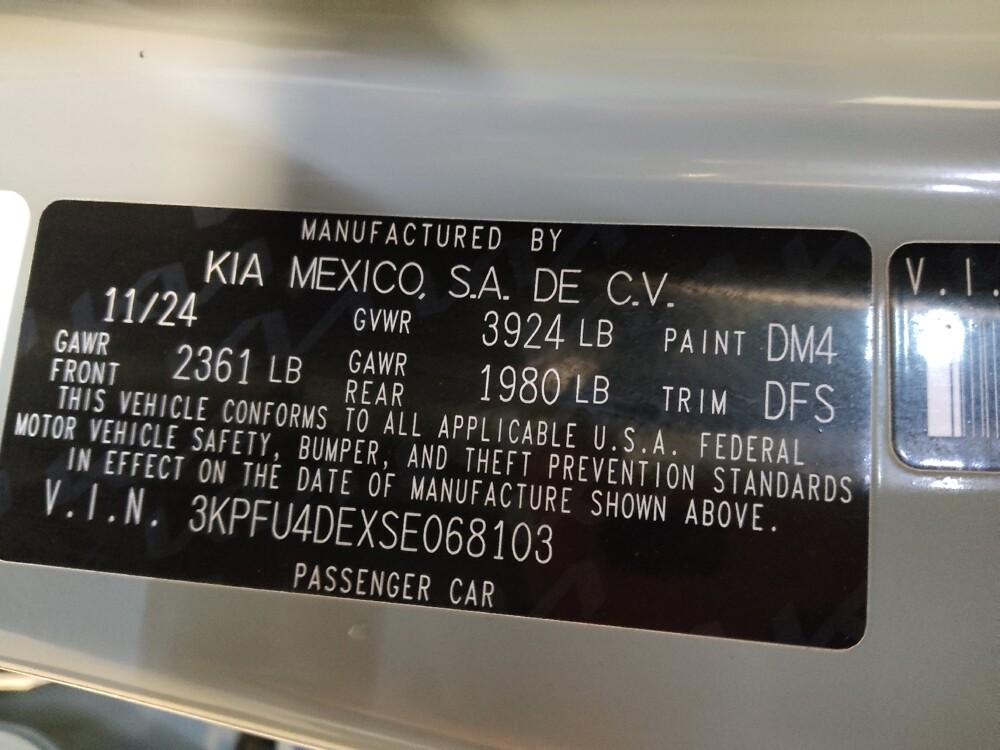 MANUFACTURED BY
KIA MEXICO, S.A. DE C.V.
11/24 GVWR 3924 LB PAINT DM4
GAWR FRONT 2361 LB GAWR REAR 1980 LB TRIM DFS
THIS VEHICLE CONFORMS TO ALL APPLICABLE U.S.A. FEDERAL
MOTOR VEHICLE SAFETY, BUMPER, AND THEFT PREVENTION STANDARDS
IN EFFECT ON THE DATE OF MANUFACTURE SHOWN ABOVE.
V.I.N. 3KPFU4DEXSE068103
PASSENGER CAR
V.I.